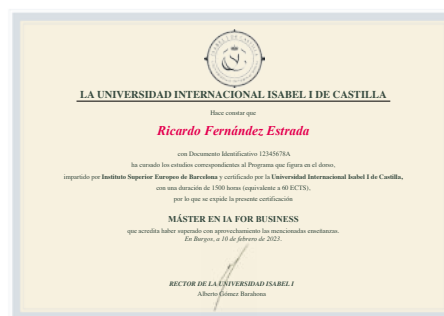 LA UNIVERSIDAD INTERNACIONAL ISABEL I DE CASTILLA
Hace constar que
Ricardo Fernández Estrada
con Documento Identificativo 12345678A
ha cursado los estudios correspondientes al Programa que figura en el dorso,
impartido por Instituto Superior Europeo de Barcelona y certificado por la Universidad Internacional Isabel I de Castilla,
con una duración de 1500 horas (equivalente a 60 ECTS),
por lo que se expide la presente certificación
MÁSTER EN IA FOR BUSINESS
que acredita haber superado con aprovechamiento las mencionadas enseñanzas.
En Burgos, a 10 de febrero de 2023.
RECTOR DE LA UNIVERSIDAD ISABEL I
Alberto Gómez Barahona